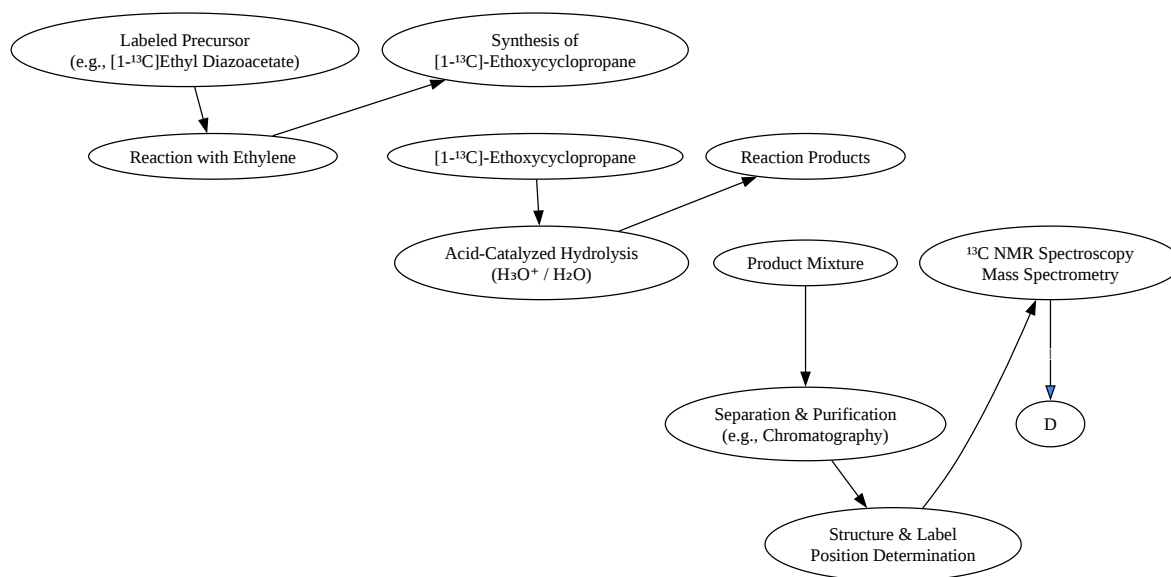 Labeled Precursor
(e.g., [1-¹³C]Ethyl Diazoacetate)
Synthesis of
[1-¹³C]-Ethoxycyclopropane
Reaction with Ethylene
[1-¹³C]-Ethoxycyclopropane
Reaction Products
Acid-Catalyzed Hydrolysis
(H₃O⁺ / H₂O)
Product Mixture
¹³C NMR Spectroscopy
Mass Spectrometry
Separation & Purification
(e.g., Chromatography)
D
Structure & Label
Position Determination